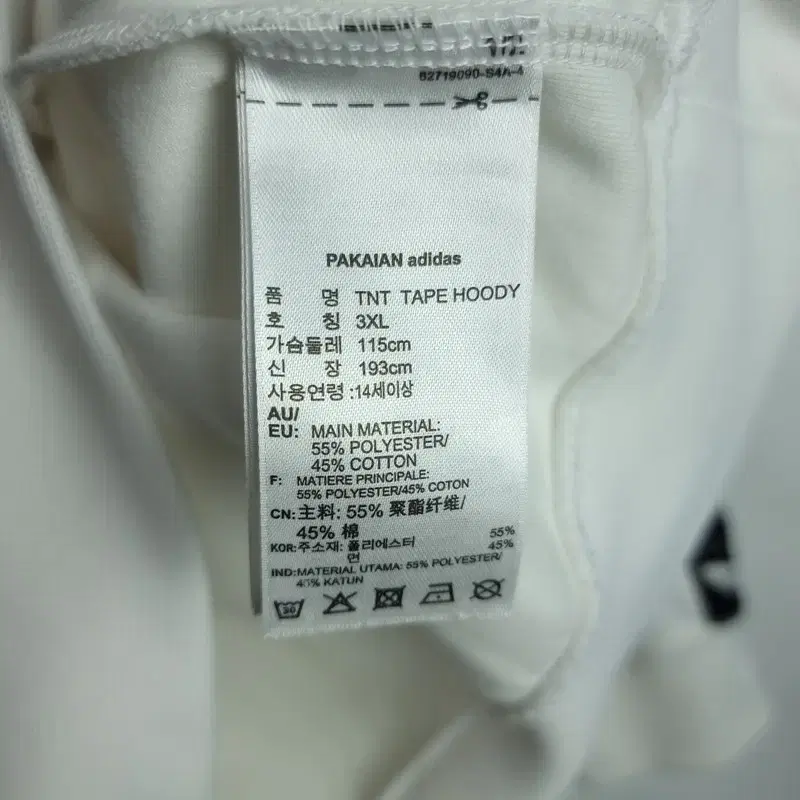 62719090-S4A-4
PAKAIAN adidas
품 명 TNT TAPE HOODY
호 칭 3XL
가슴둘레 115cm
신 장 193cm
사용연령 :14세이상
AU/
EU: MAIN MATERIAL:
55% POLYESTER/
45% COTTON
F: MATIERE PRINCIPALE:
55% POLYESTER/45% COTON
CN:主料: 55% 聚酯纤维/
45% 棉
KOR:주소재: 폴리에스터 55%
면 45%
IND:MATERIAL UTAMA: 55% POLYESTER/
45% KATUN
30